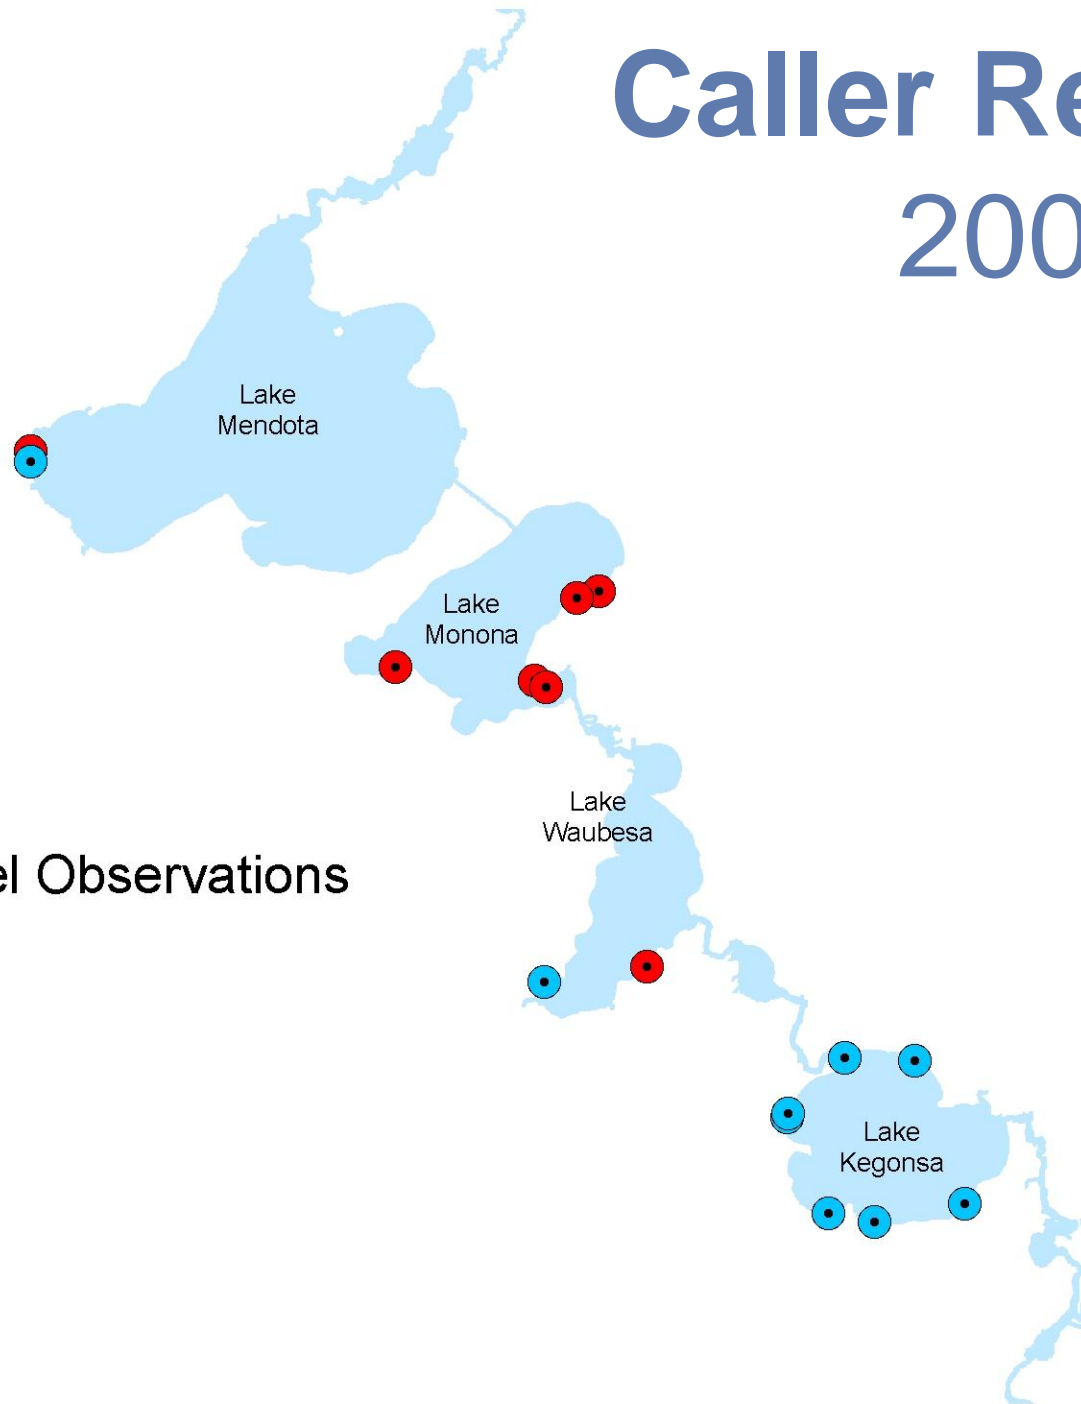 Caller Re
200
Lake
Mendota
Lake
Monona
Lake
Waubesa
el Observations
Lake
Kegonsa